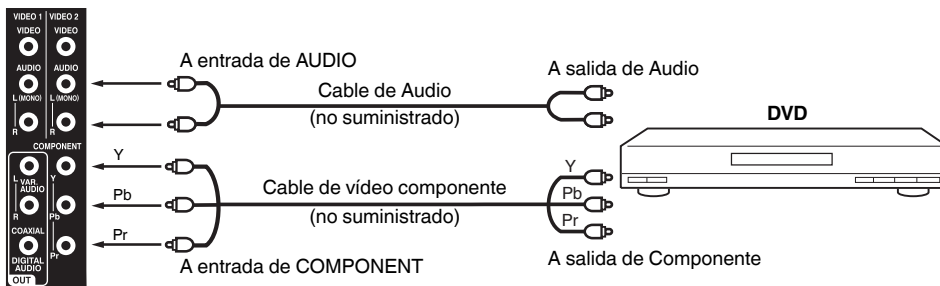 VIDEO 1 VIDEO 2
VIDEO VIDEO
AUDIO AUDIO
L (MONO) L (MONO)
R R
COMPONENT
L VAR. AUDIO R
Y
Pb
Pr
COAXIAL
DIGITAL AUDIO
OUT
A entrada de AUDIO
Cable de Audio
(no suministrado)
A salida de Audio
DVD
Y
Pb
Pr
Cable de vídeo componente
(no suministrado)
Y
Pb
Pr
A entrada de COMPONENT
A salida de Componente